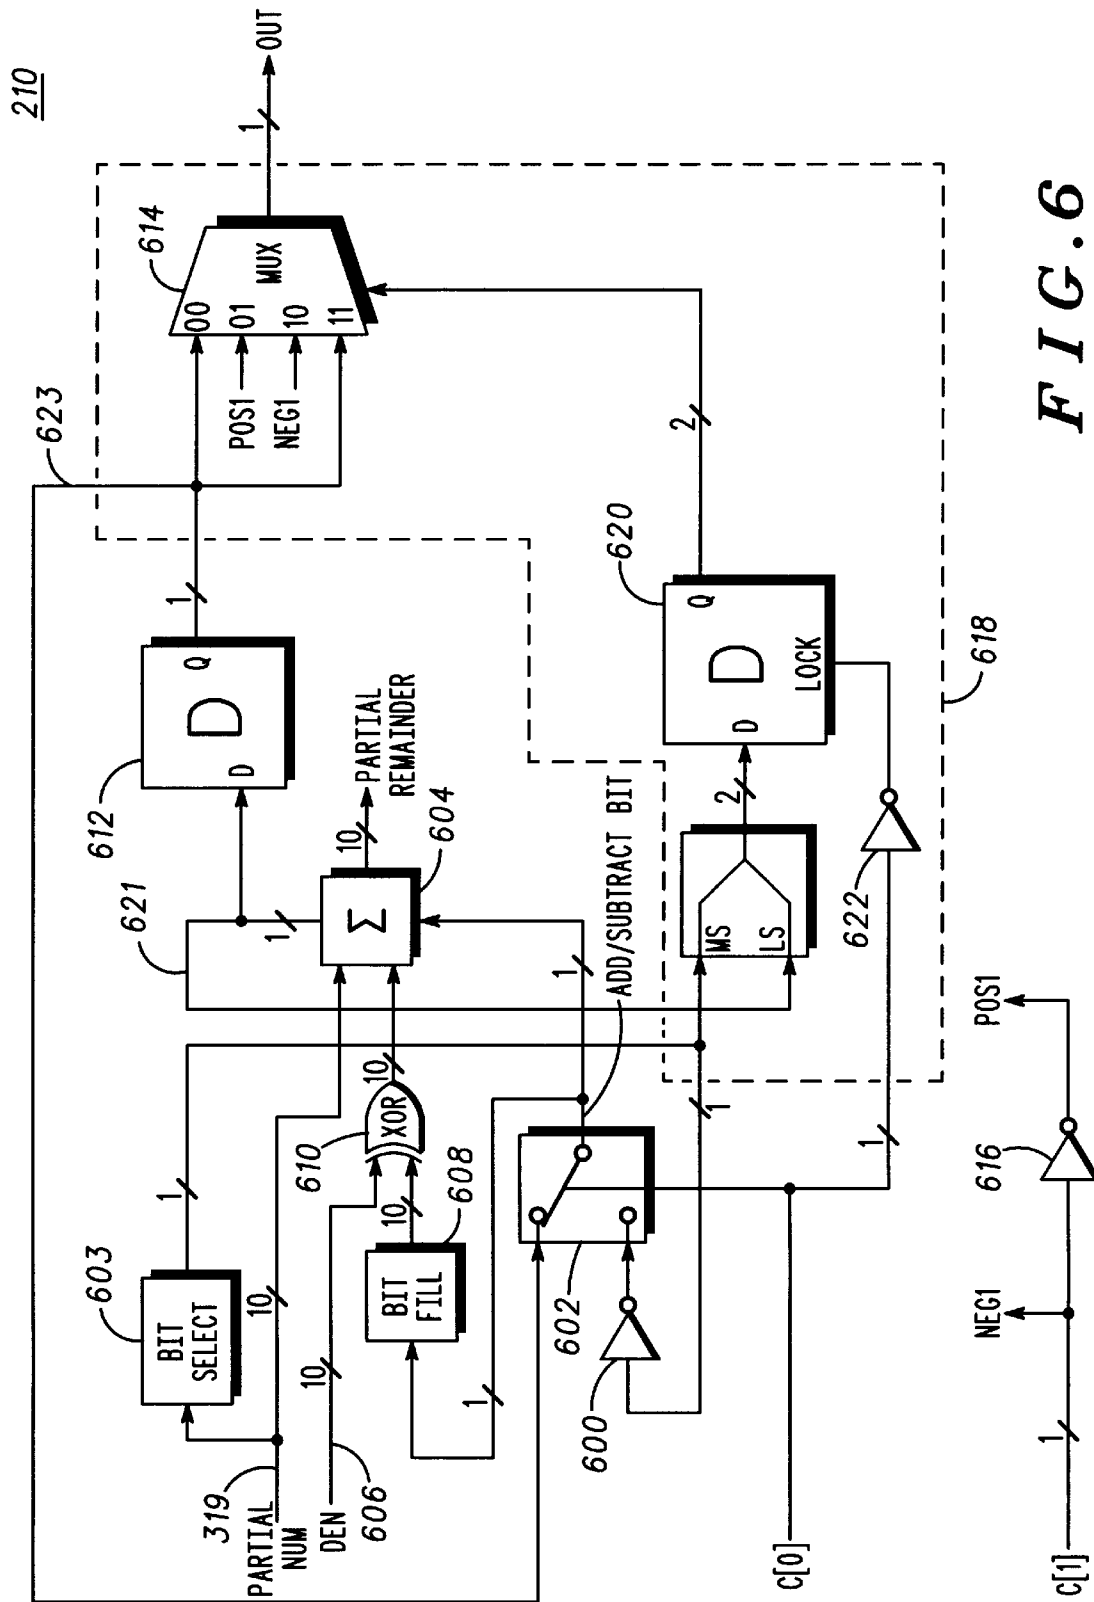 210
623
621
612
D
D
Q
1
614
00
01
10
11
MUX
POS1
NEG1
1
OUT
603
BIT
SELECT
1
319
PARTIAL
NUM
10
DEN
606
10
610
XOR
10
10
BIT
FILL
608
1
1
Σ
604
10
PARTIAL
REMAINDER
602
600
1
ADD/SUBTRACT BIT
1
MS
LS
2
620
D
D
Q
LOCK
2
622
1
618
C[0]
C[1]
1
NEG1
616
POS1
FIG.6